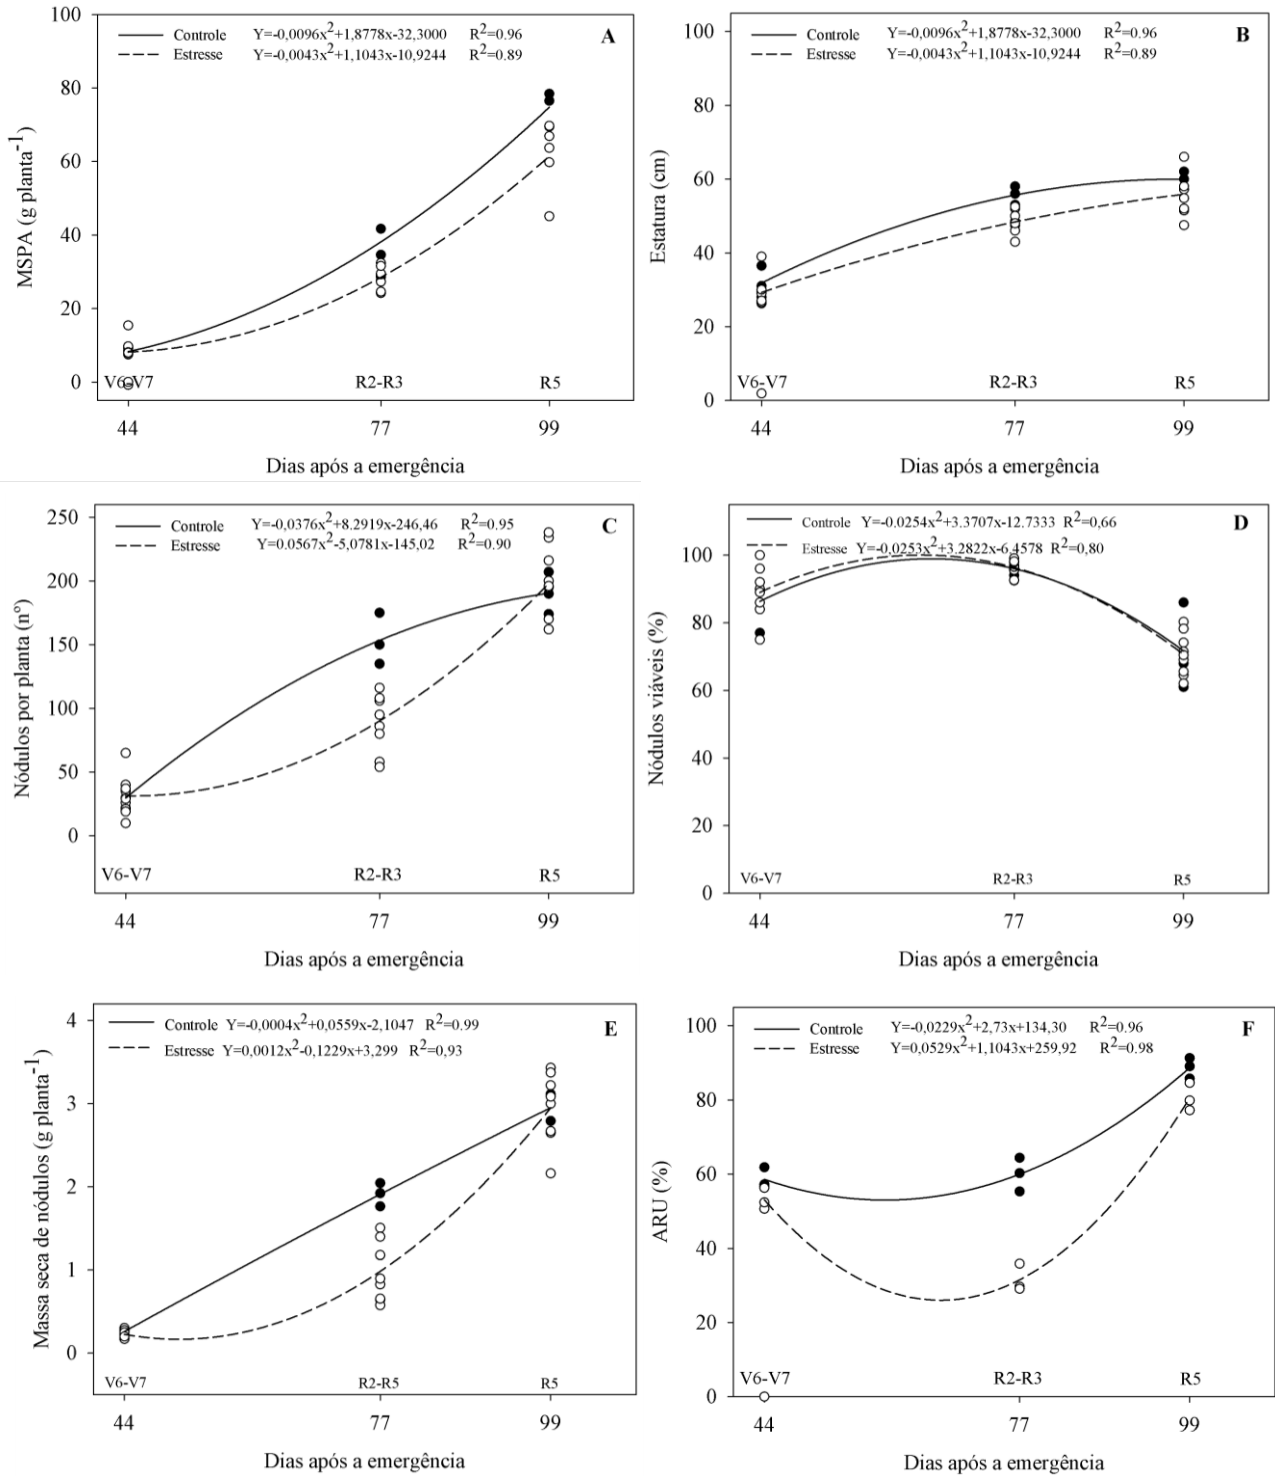 100
80
60
40
20
0
MSPA (g planta⁻¹)
Controle Y=-0,0096x²+1,8778x-32,3000 R²=0.96
Estresse Y=-0,0043x²+1,1043x-10,9244 R²=0.89
A
V6-V7 R2-R3 R5
44 77 99
Dias após a emergência
100
80
60
40
20
0
Estatura (cm)
Controle Y=-0,0096x²+1,8778x-32,3000 R²=0.96
Estresse Y=-0,0043x²+1,1043x-10,9244 R²=0.89
B
V6-V7 R2-R3 R5
44 77 99
Dias após a emergência
250
200
150
100
50
0
Nódulos por planta (nº)
Controle Y=-0,0376x²+8.2919x-246,46 R²=0.95
Estresse Y=0.0567x²-5,0781x-145,02 R²=0.90
C
V6-V7 R2-R3 R5
44 77 99
Dias após a emergência
100
80
60
40
20
0
Nódulos viáveis (%)
Controle Y=-0.0254x²+3.3707x-12.7333 R²=0,66
Estresse Y=-0,0253x²+3.2822x-6,4578 R²=0,80
D
V6-V7 R2-R3 R5
44 77 99
Dias após a emergência
4
3
2
1
0
Massa seca de nódulos (g planta⁻¹)
Controle Y=-0,0004x²+0,0559x-2,1047 R²=0.99
Estresse Y=0,0012x²-0,1229x+3,299 R²=0,93
E
V6-V7 R2-R5 R5
44 77 99
Dias após a emergência
100
80
60
40
20
0
ARU (%)
Controle Y=-0,0229x²+2,73x+134,30 R²=0.96
Estresse Y=0,0529x²+1,1043x+259,92 R²=0.98
F
V6-V7 R2-R3 R5
44 77 99
Dias após a emergência